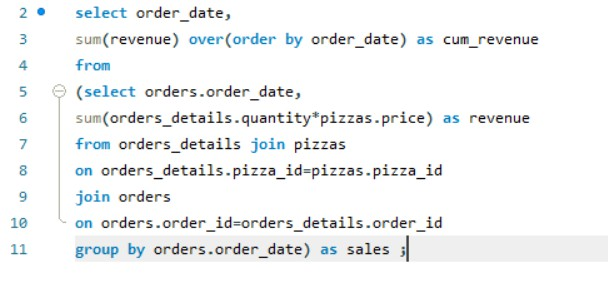 2 select order_date,
3 sum(revenue) over(order by order_date) as cum_revenue
4 from
5 (select orders.order_date,
6 sum(orders_details.quantity*pizzas.price) as revenue
7 from orders_details join pizzas
8 on orders_details.pizza_id=pizzas.pizza_id
9 join orders
10 on orders.order_id=orders_details.order_id
11 group by orders.order_date) as sales ;